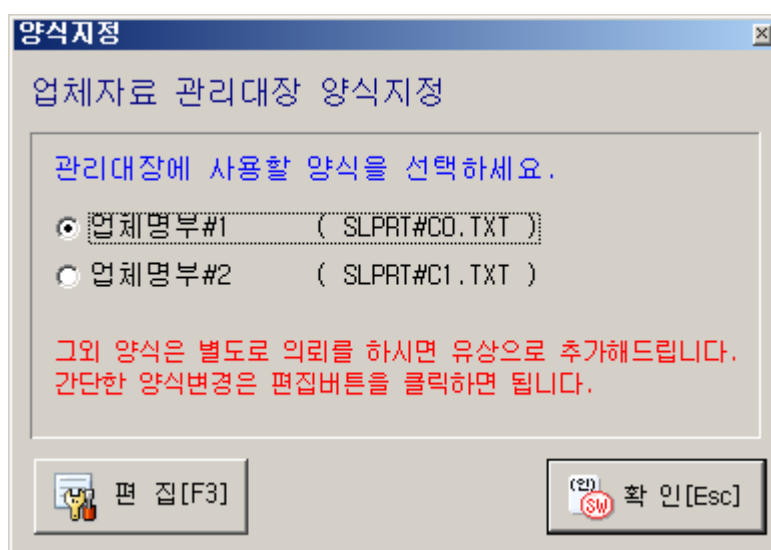 양식지정
업체자료 관리대장 양식지정
관리대장에 사용할 양식을 선택하세요.
업체명부#1 ( SLPRT#C0.TXT )
업체명부#2 ( SLPRT#C1.TXT )
그외 양식은 별도로 의뢰를 하시면 유상으로 추가해드립니다.
간단한 양식변경은 편집버튼을 클릭하면 됩니다.
편 집[F3]
(인) SW 확 인[Esc]